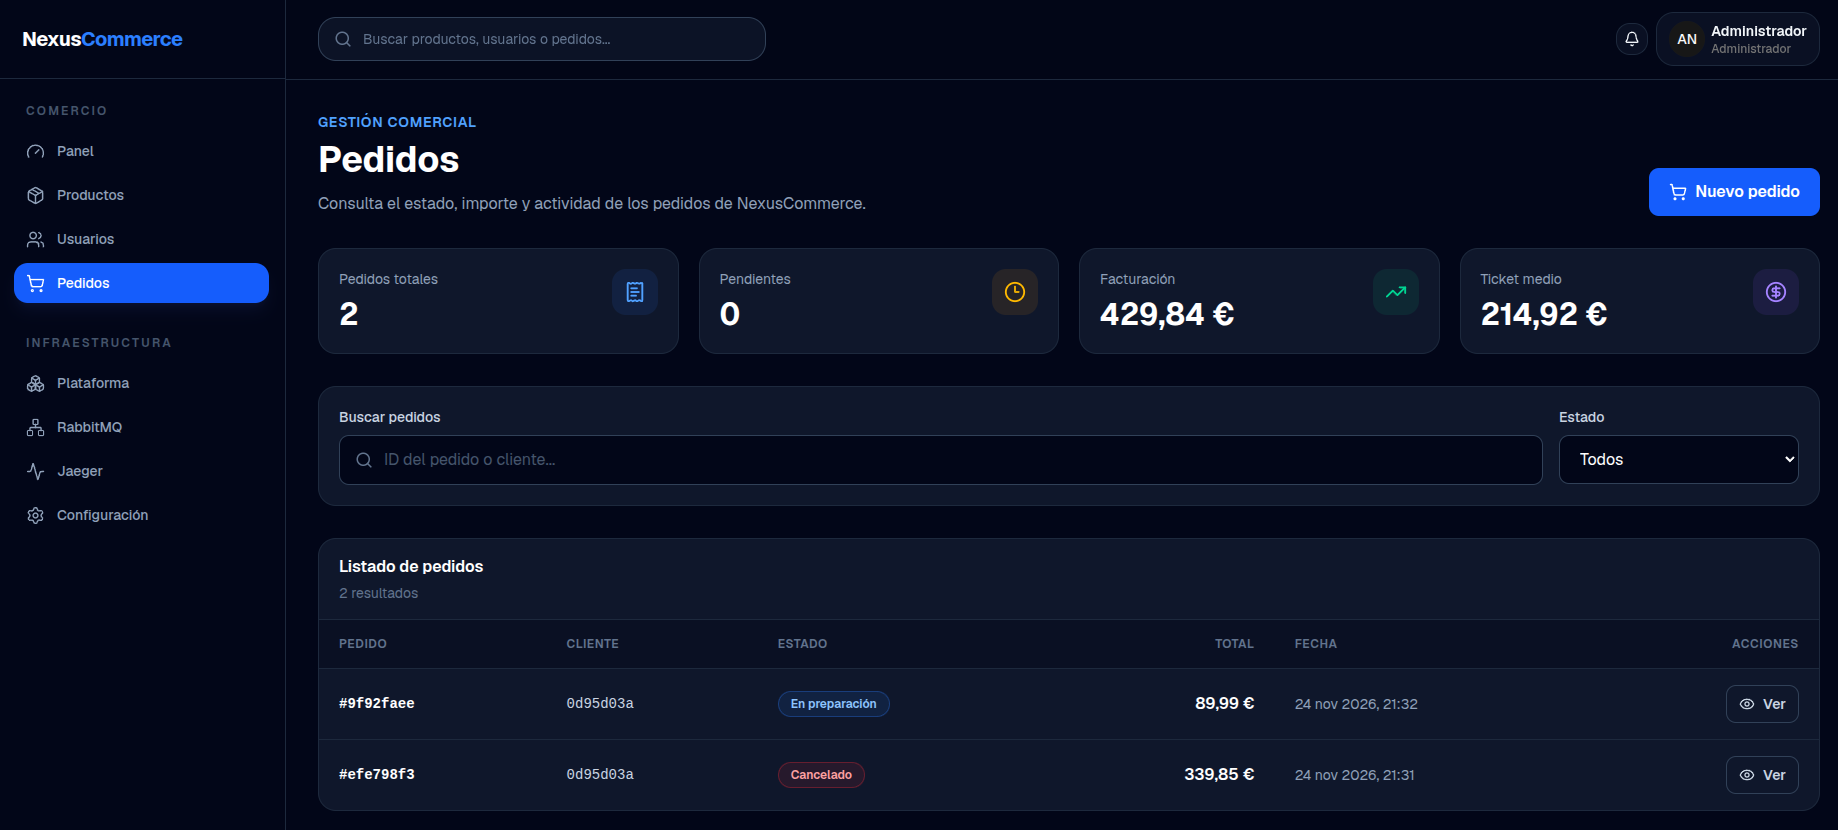 NexusCommerce
Buscar productos, usuarios o pedidos...
AN
Administrador
Administrador
COMERCIO
Panel
Productos
Usuarios
Pedidos
INFRAESTRUCTURA
Plataforma
RabbitMQ
Jaeger
Configuración
GESTIÓN COMERCIAL
Pedidos
Consulta el estado, importe y actividad de los pedidos de NexusCommerce.
Nuevo pedido
Pedidos totales
2
Pendientes
0
Facturación
429,84 €
Ticket medio
214,92 €
Buscar pedidos
ID del pedido o cliente...
Estado
Todos
Listado de pedidos
2 resultados
PEDIDO CLIENTE ESTADO TOTAL FECHA ACCIONES
#9f92faee 0d95d03a En preparación 89,99 € 24 nov 2026, 21:32 Ver
#efe798f3 0d95d03a Cancelado 339,85 € 24 nov 2026, 21:31 Ver